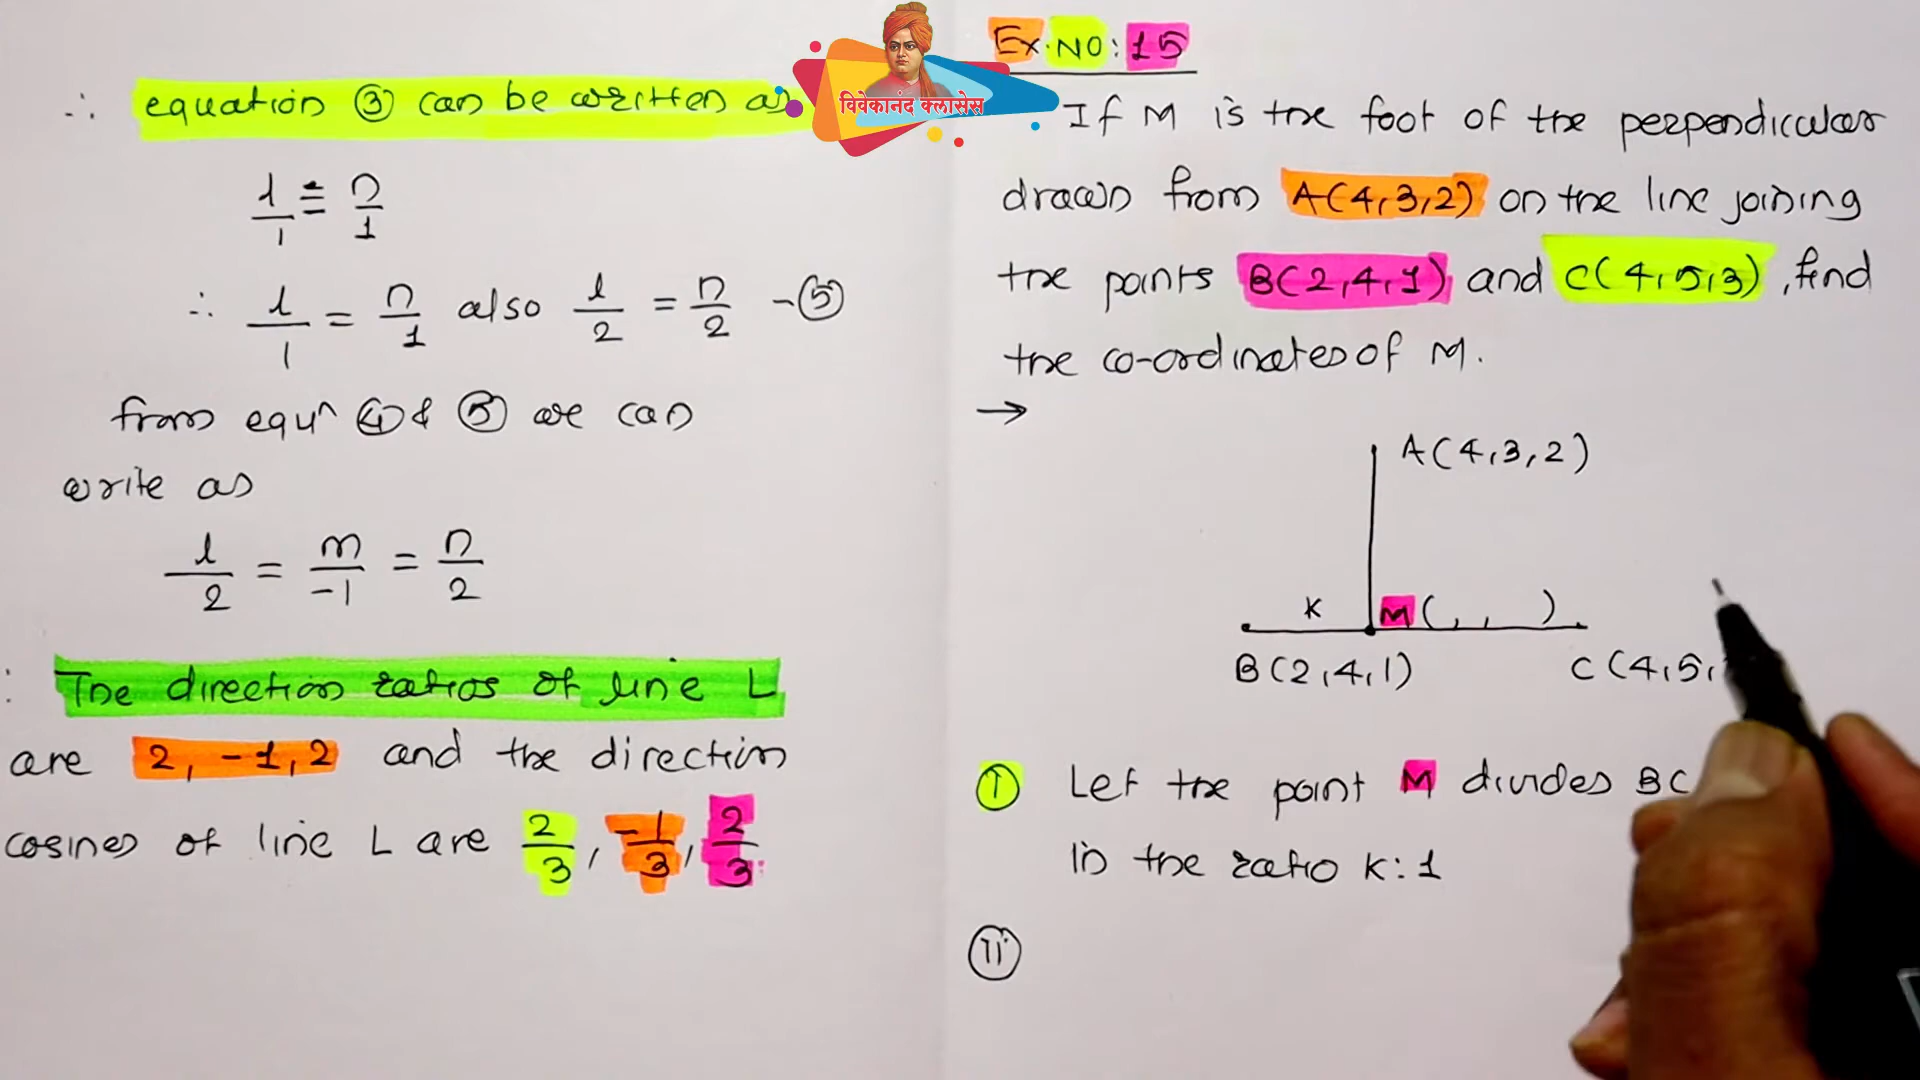 ∴ equation ③ can be written as
l/1 = n/1
∴ l/1 = n/1 also l/2 = n/2 -⑤
from equⁿ ④ & ⑤ we can
write as
l/2 = m/-1 = n/2
: The direction ratios of line L
are 2, -1, 2 and the direction
cosines of line L are 2/3, -1/3, 2/3
विवेकानंद क्लासेस
Ex. NO: 15
If M is the foot of the perpendicular
drawn from A(4,3,2) on the line joining
the points B(2,4,1) and C(4,5,3), find
the co-ordinates of M.
→
A(4,3,2)
K M( , , )
B(2,4,1) C(4,5,
I Let the point M divides BC
in the ratio K:1
II